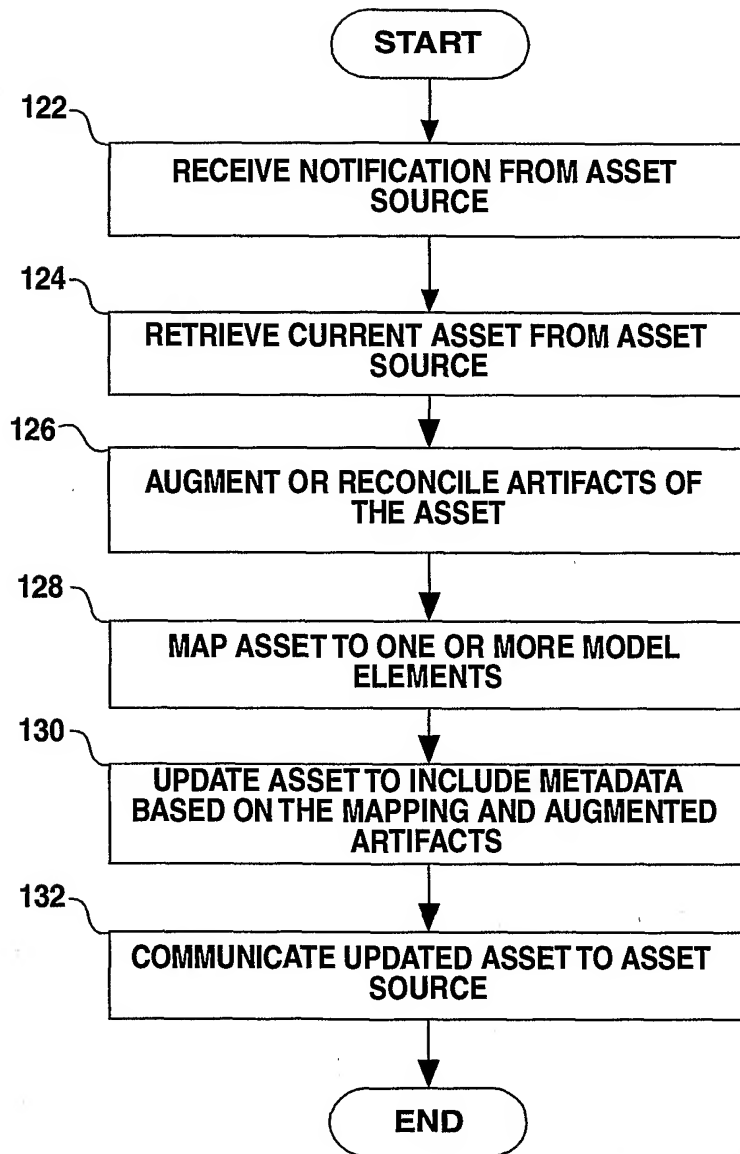 START
122
RECEIVE NOTIFICATION FROM ASSET
SOURCE
124
RETRIEVE CURRENT ASSET FROM ASSET
SOURCE
126
AUGMENT OR RECONCILE ARTIFACTS OF
THE ASSET
128
MAP ASSET TO ONE OR MORE MODEL
ELEMENTS
130
UPDATE ASSET TO INCLUDE METADATA
BASED ON THE MAPPING AND AUGMENTED
ARTIFACTS
132
COMMUNICATE UPDATED ASSET TO ASSET
SOURCE
END